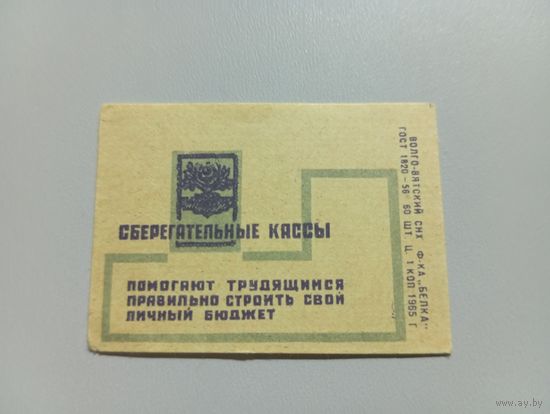 СБЕРЕГАТЕЛЬНЫЕ КАССЫ
ПОМОГАЮТ ТРУДЯЩИМСЯ
ПРАВИЛЬНО СТРОИТЬ СВОЙ
ЛИЧНЫЙ БЮДЖЕТ
ВОЛГО-ВЯТСКИЙ СНХ Ф-КА „БЕЛКА"
ГОСТ 1820-56 60 ШТ. Ц. 1 КОП 1965 Г
www.ay.by